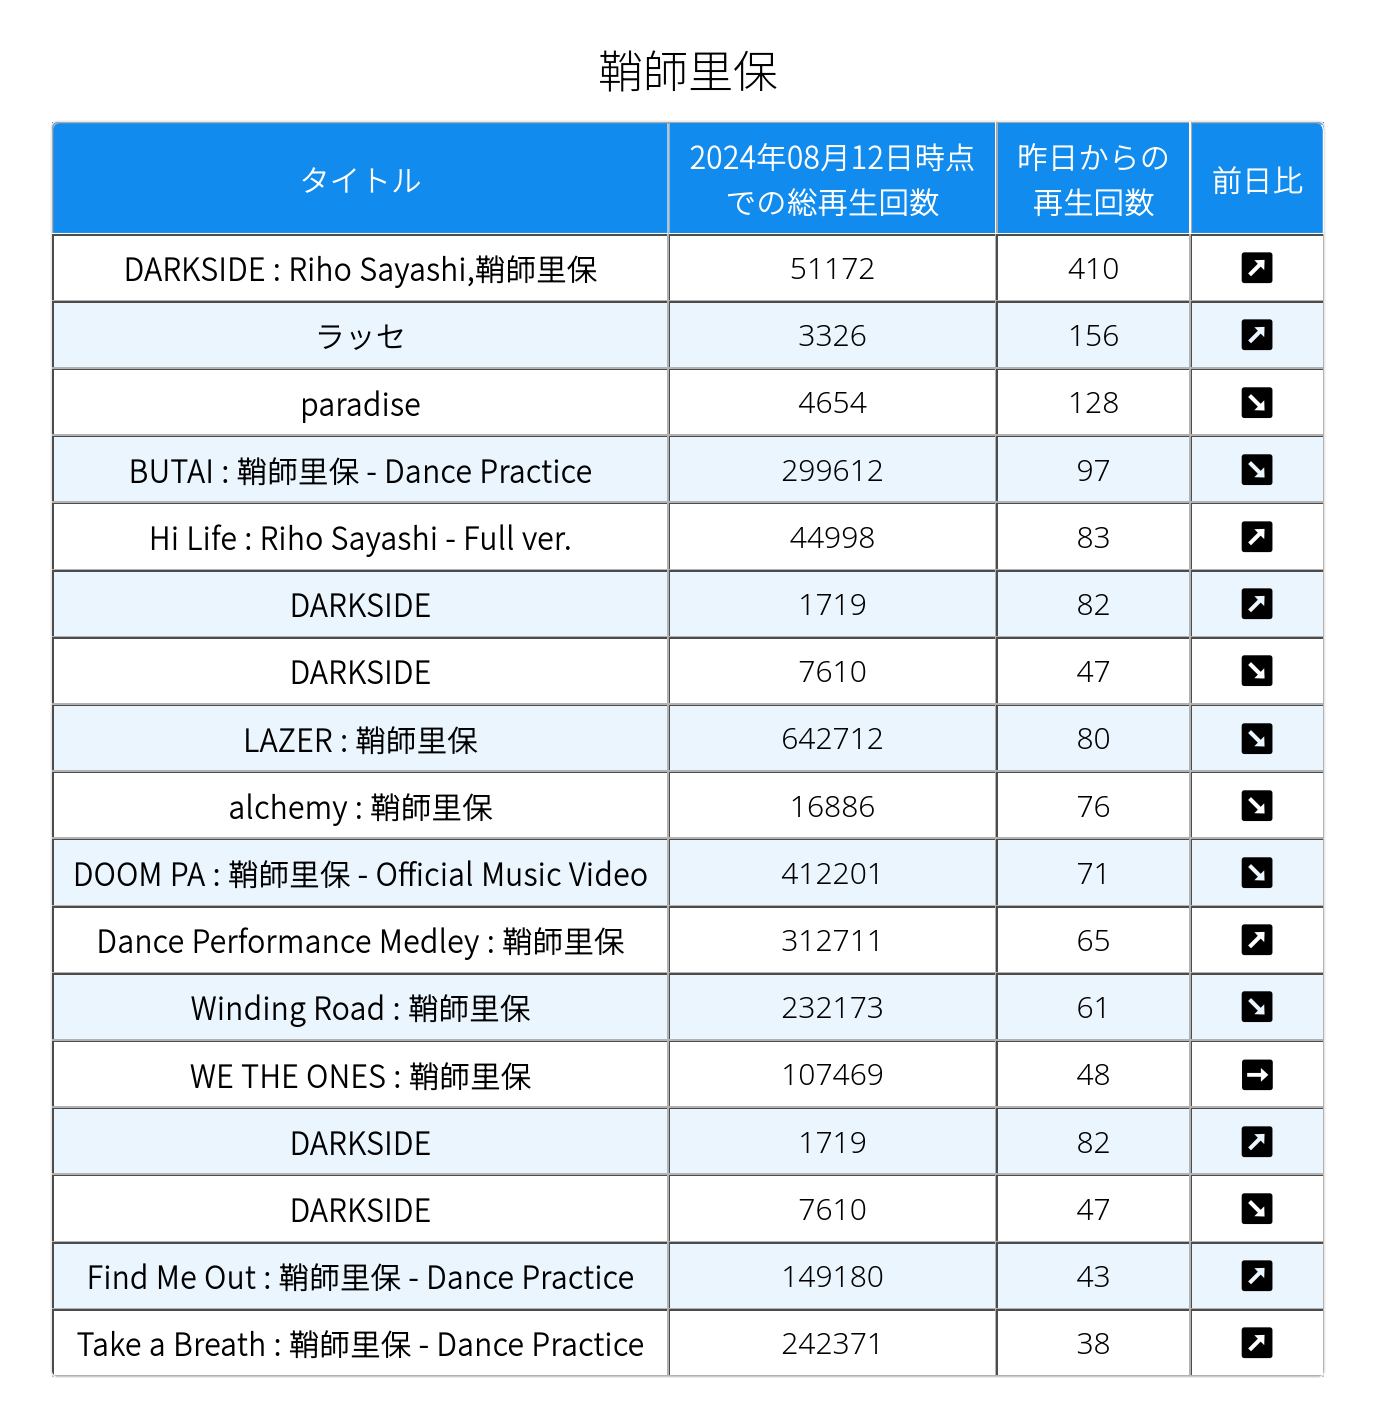 鞘師里保
タイトル 2024年08月12日時点 昨日からの 前日比
での総再生回数 再生回数
DARKSIDE : Riho Sayashi,鞘師里保 51172 410 ↗
ラッセ 3326 156 ↗
paradise 4654 128 ↘
BUTAI : 鞘師里保 - Dance Practice 299612 97 ↘
Hi Life : Riho Sayashi - Full ver. 44998 83 ↗
DARKSIDE 1719 82 ↗
DARKSIDE 7610 47 ↘
LAZER : 鞘師里保 642712 80 ↘
alchemy : 鞘師里保 16886 76 ↘
DOOM PA : 鞘師里保 - Official Music Video 412201 71 ↘
Dance Performance Medley : 鞘師里保 312711 65 ↗
Winding Road : 鞘師里保 232173 61 ↘
WE THE ONES : 鞘師里保 107469 48 →
DARKSIDE 1719 82 ↗
DARKSIDE 7610 47 ↘
Find Me Out : 鞘師里保 - Dance Practice 149180 43 ↗
Take a Breath : 鞘師里保 - Dance Practice 242371 38 ↗